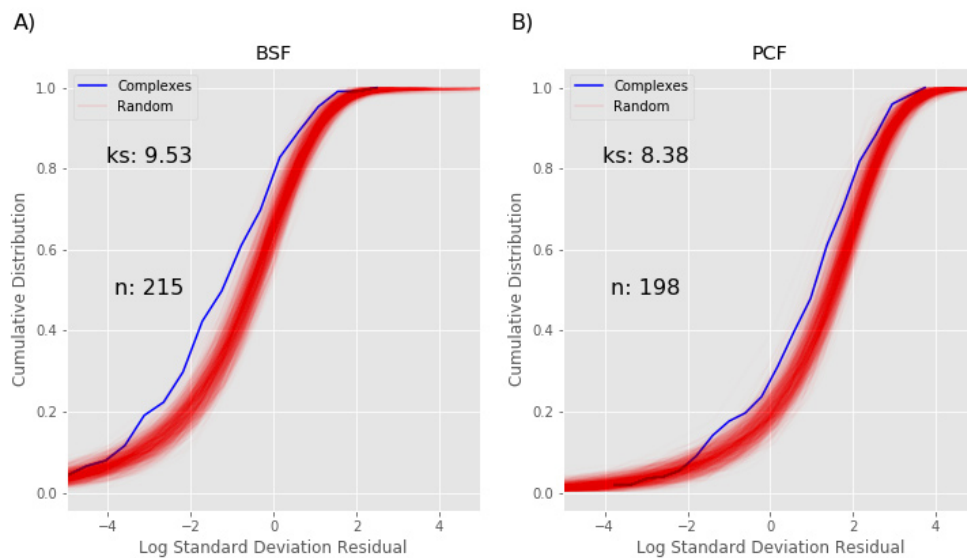 A)
BSF
Complexes
Random
ks: 9.53
n: 215
1.0
0.8
0.6
0.4
0.2
0.0
Cumulative Distribution
−4 −2 0 2 4
Log Standard Deviation Residual
B)
PCF
Complexes
Random
ks: 8.38
n: 198
1.0
0.8
0.6
0.4
0.2
0.0
Cumulative Distribution
−4 −2 0 2 4
Log Standard Deviation Residual